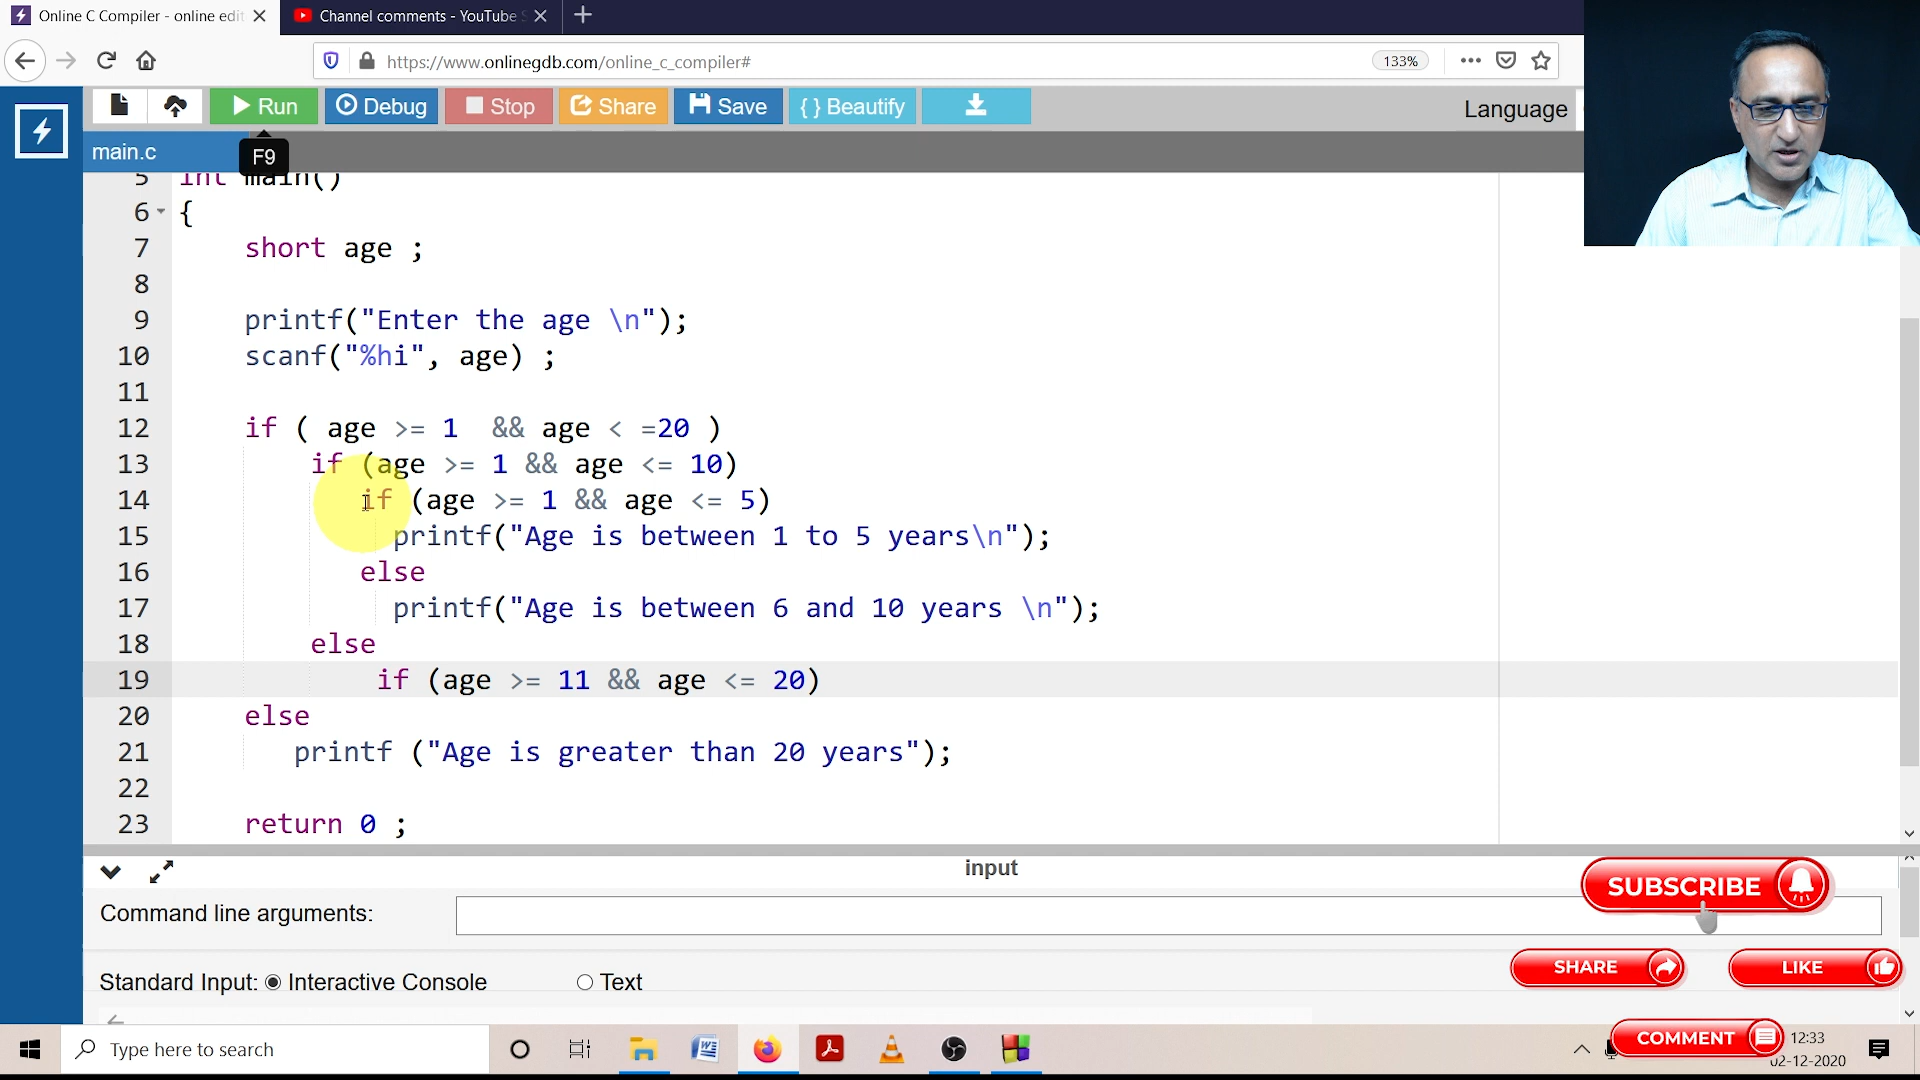 Online C Compiler - online edit
Channel comments - YouTube
https://www.onlinegdb.com/online_c_compiler#
133%
Run
Debug
Stop
Share
Save
{ } Beautify
Language
main.c
F9
5 int main()
6 {
7 short age ;
8
9 printf("Enter the age \n");
10 scanf("%hi", age) ;
11
12 if ( age >= 1 && age < =20 )
13 if (age >= 1 && age <= 10)
14 if (age >= 1 && age <= 5)
15 printf("Age is between 1 to 5 years\n");
16 else
17 printf("Age is between 6 and 10 years \n");
18 else
19 if (age >= 11 && age <= 20)
20 else
21 printf ("Age is greater than 20 years");
22
23 return 0 ;
input
Command line arguments:
SUBSCRIBE
Standard Input: Interactive Console Text
SHARE
LIKE
Type here to search
COMMENT
12:33
02-12-2020